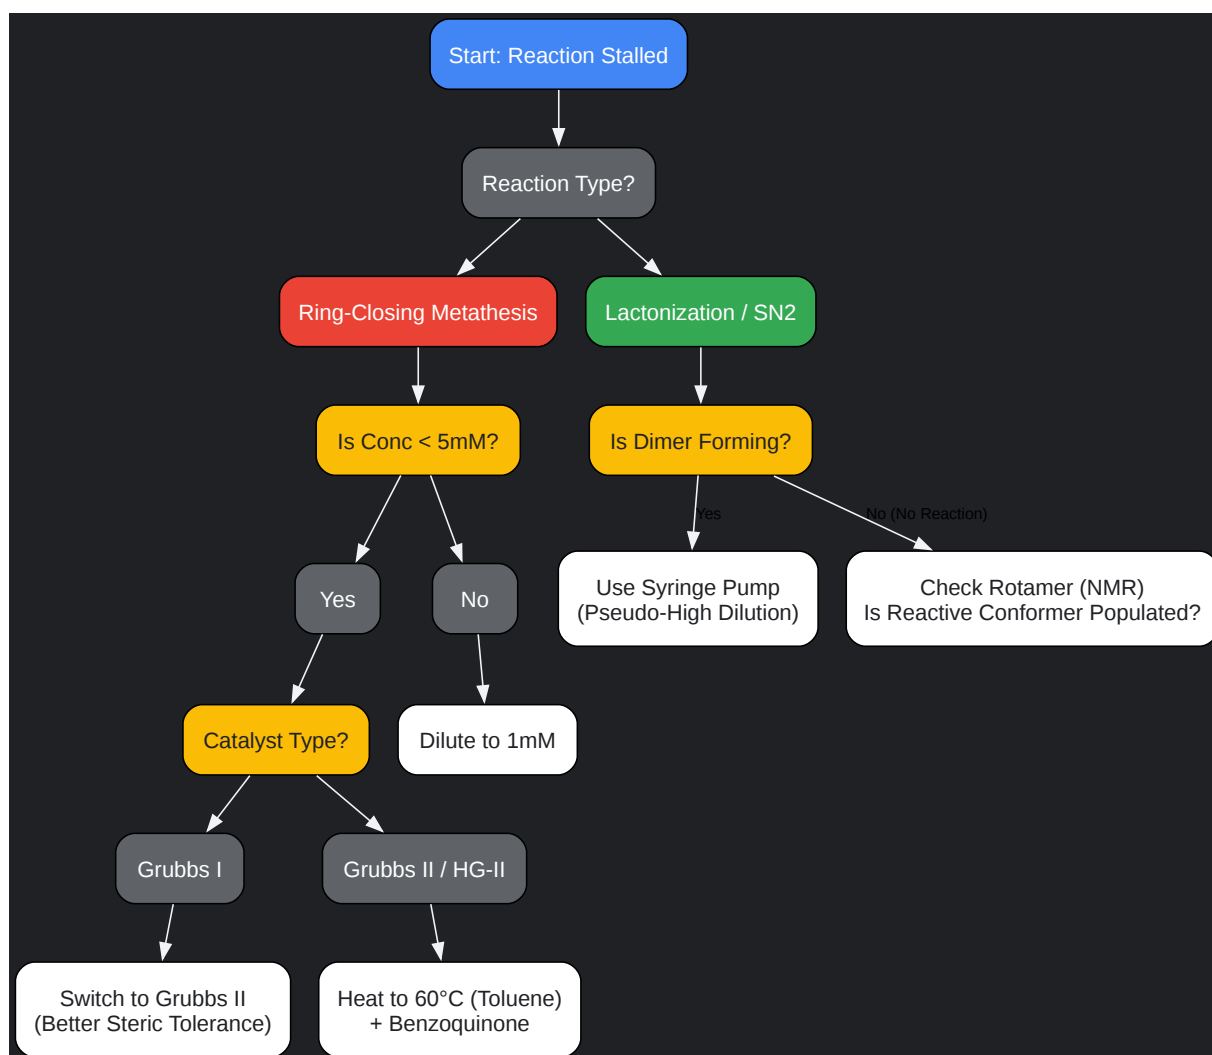 Start: Reaction Stalled
Reaction Type?
Ring-Closing Metathesis
Lactonization / SN2
Is Conc < 5mM?
Is Dimer Forming?
Yes
No (No Reaction)
Yes
No
Use Syringe Pump
(Pseudo-High Dilution)
Check Rotamer (NMR)
Is Reactive Conformer Populated?
Catalyst Type?
Dilute to 1mM
Grubbs I
Grubbs II / HG-II
Switch to Grubbs II
(Better Steric Tolerance)
Heat to 60°C (Toluene)
+ Benzoquinone